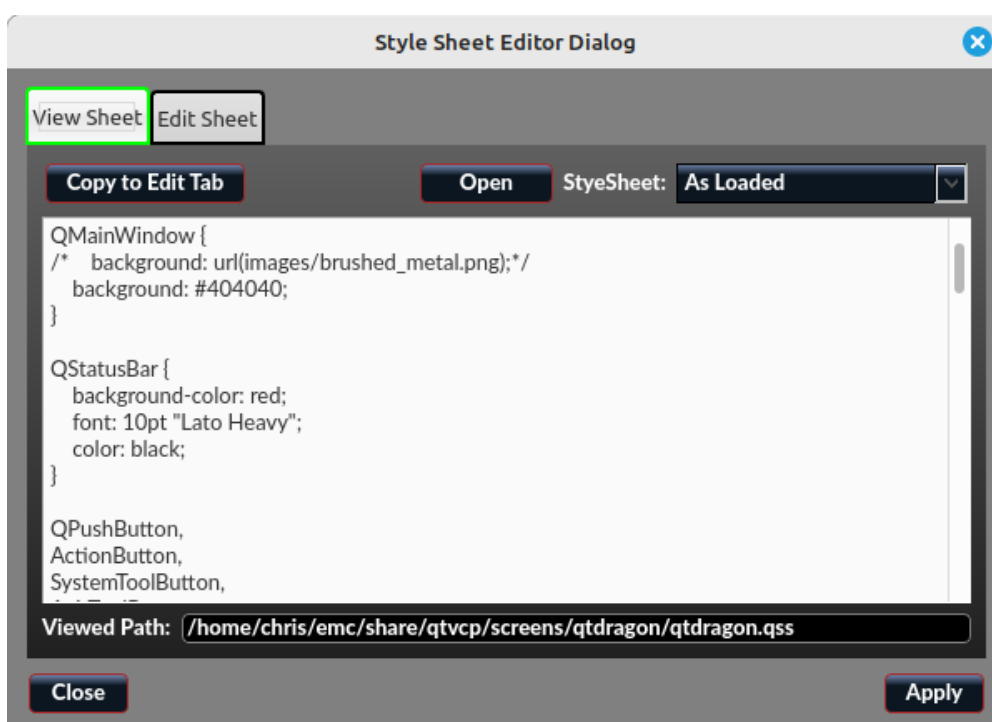 Style Sheet Editor Dialog
View Sheet Edit Sheet
Copy to Edit Tab Open StyeSheet: As Loaded
QMainWindow {
/* background: url(images/brushed_metal.png);*/
background: #404040;
}
QStatusBar {
background-color: red;
font: 10pt "Lato Heavy";
color: black;
}
QPushButton,
ActionButton,
SystemToolButton,
Viewed Path: /home/chris/emc/share/qtvcp/screens/qtdragon/qtdragon.qss
Close Apply